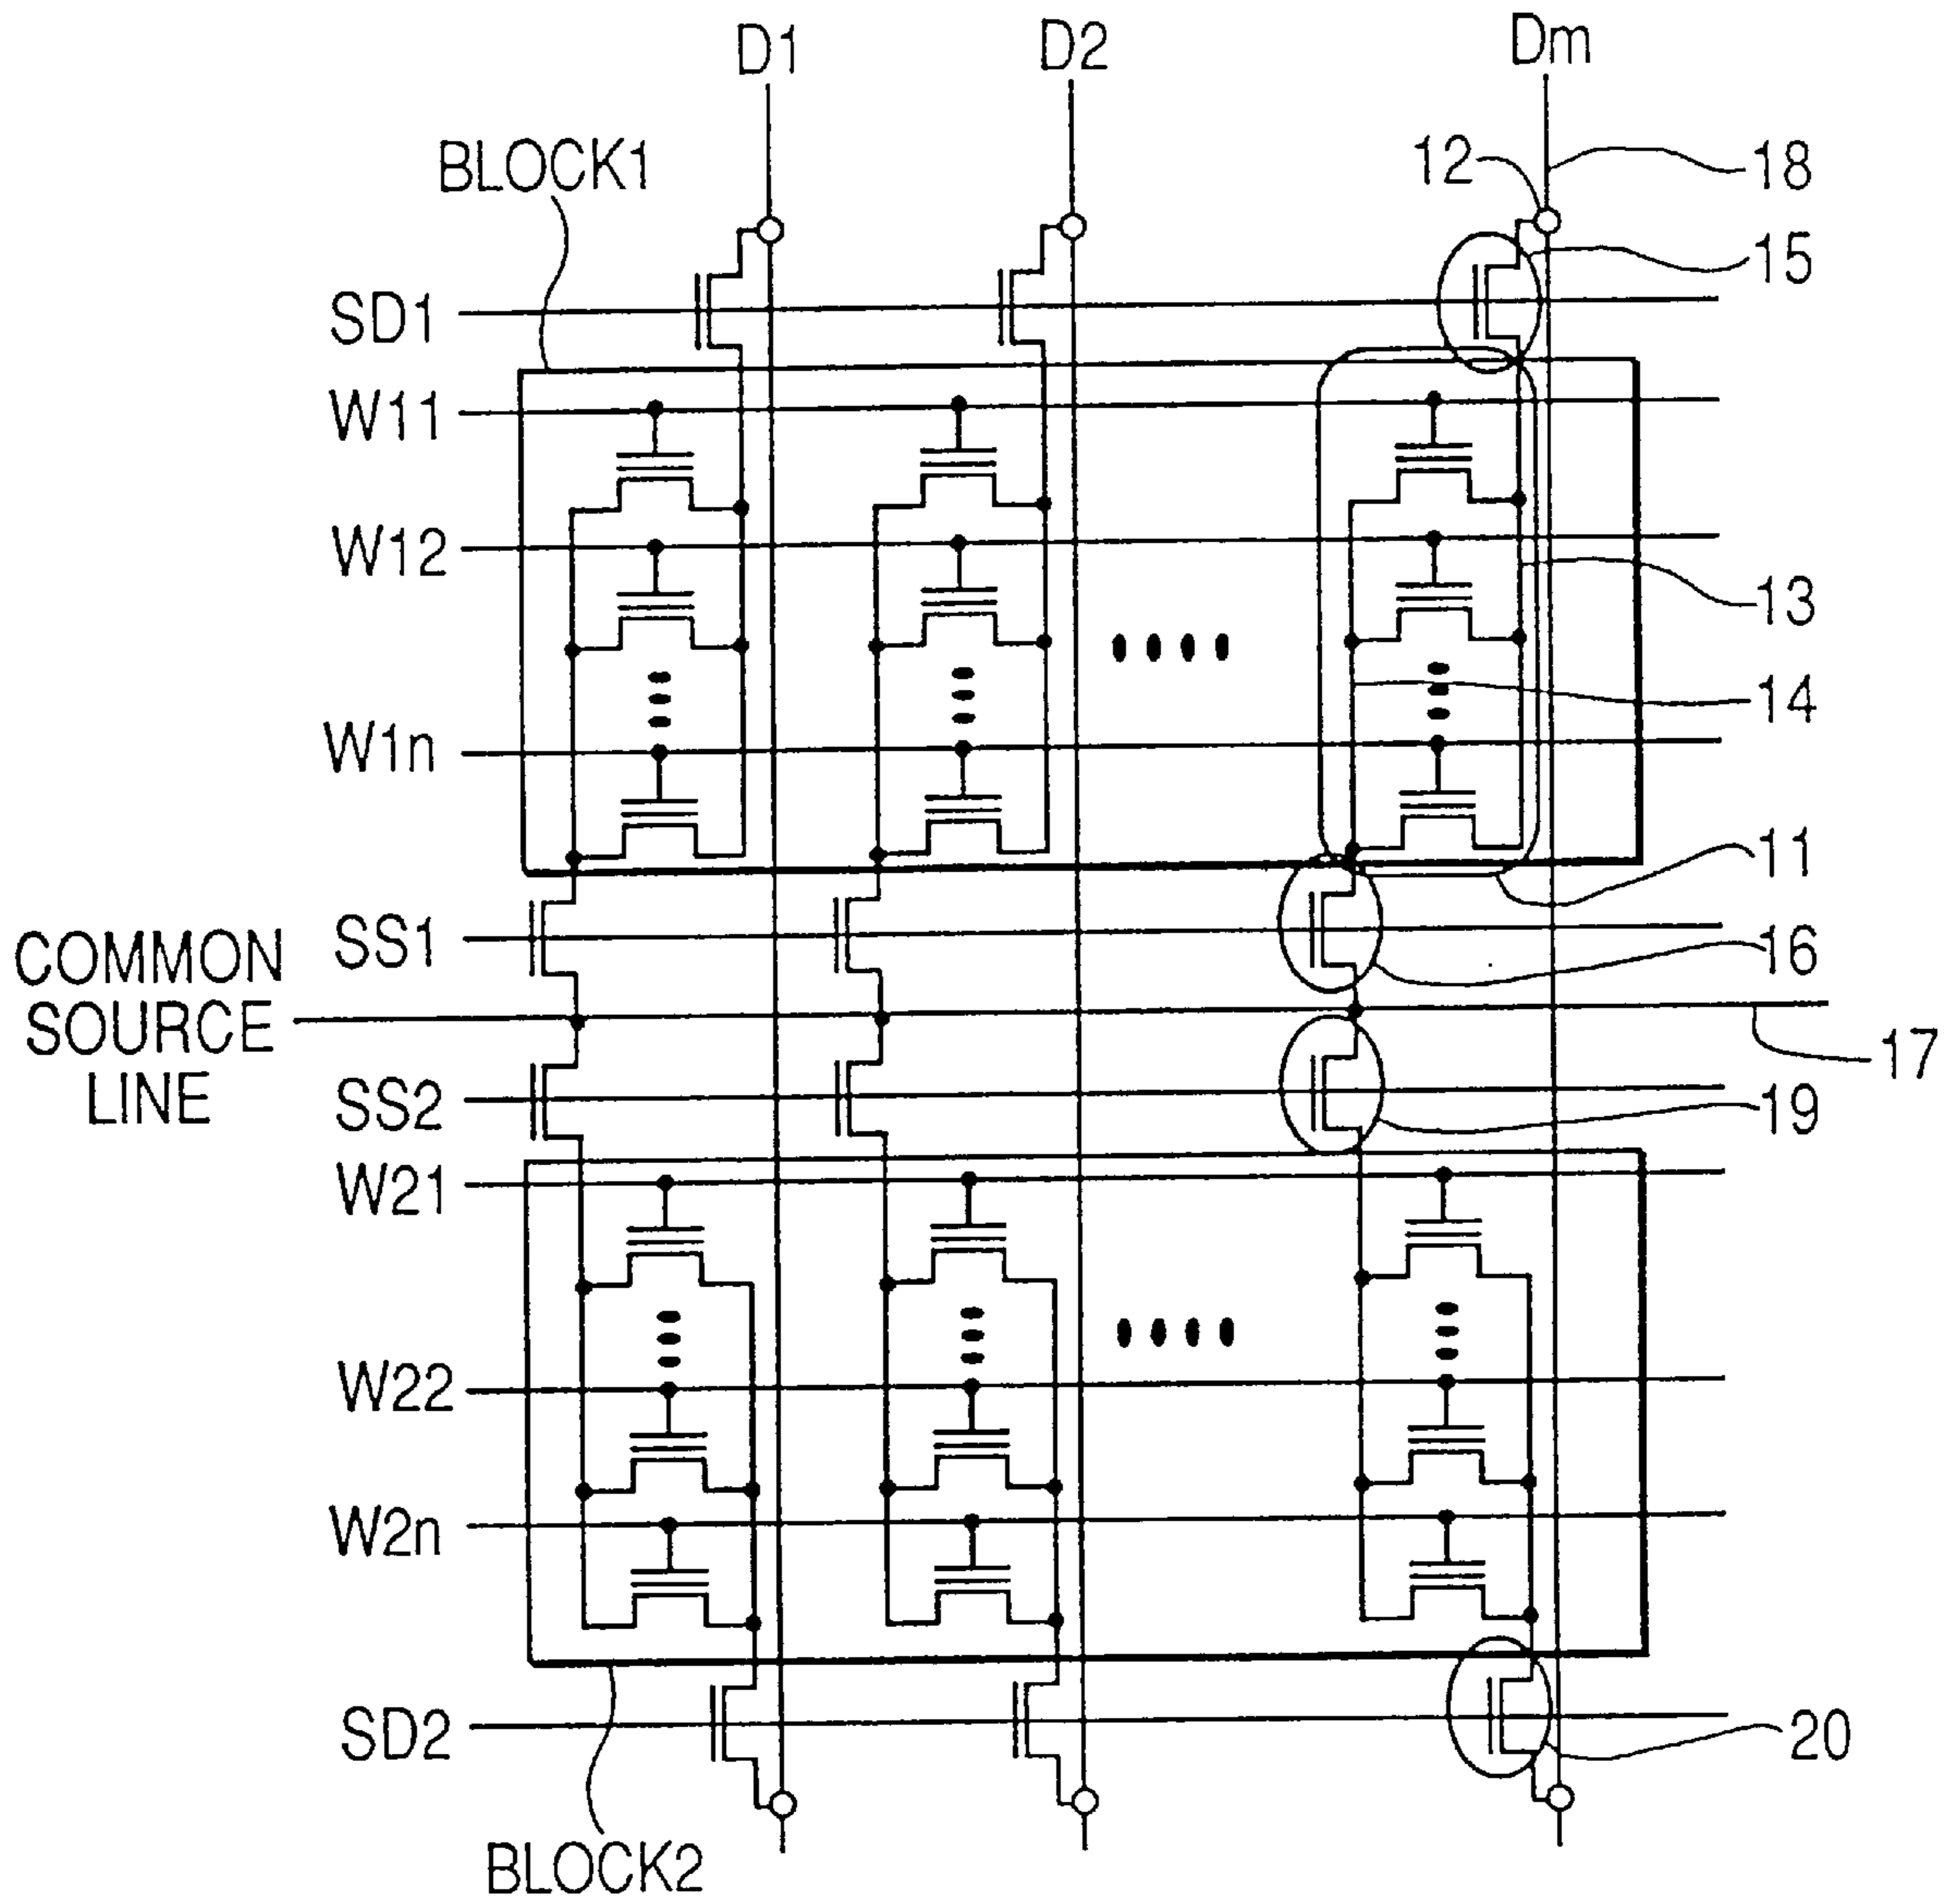 D1
D2
Dm
BLOCK1
12
18
15
SD1
W11
W12
13
14
W1n
11
SS1
16
COMMON
SOURCE
LINE
17
SS2
19
W21
W22
W2n
SD2
20
BLOCK2